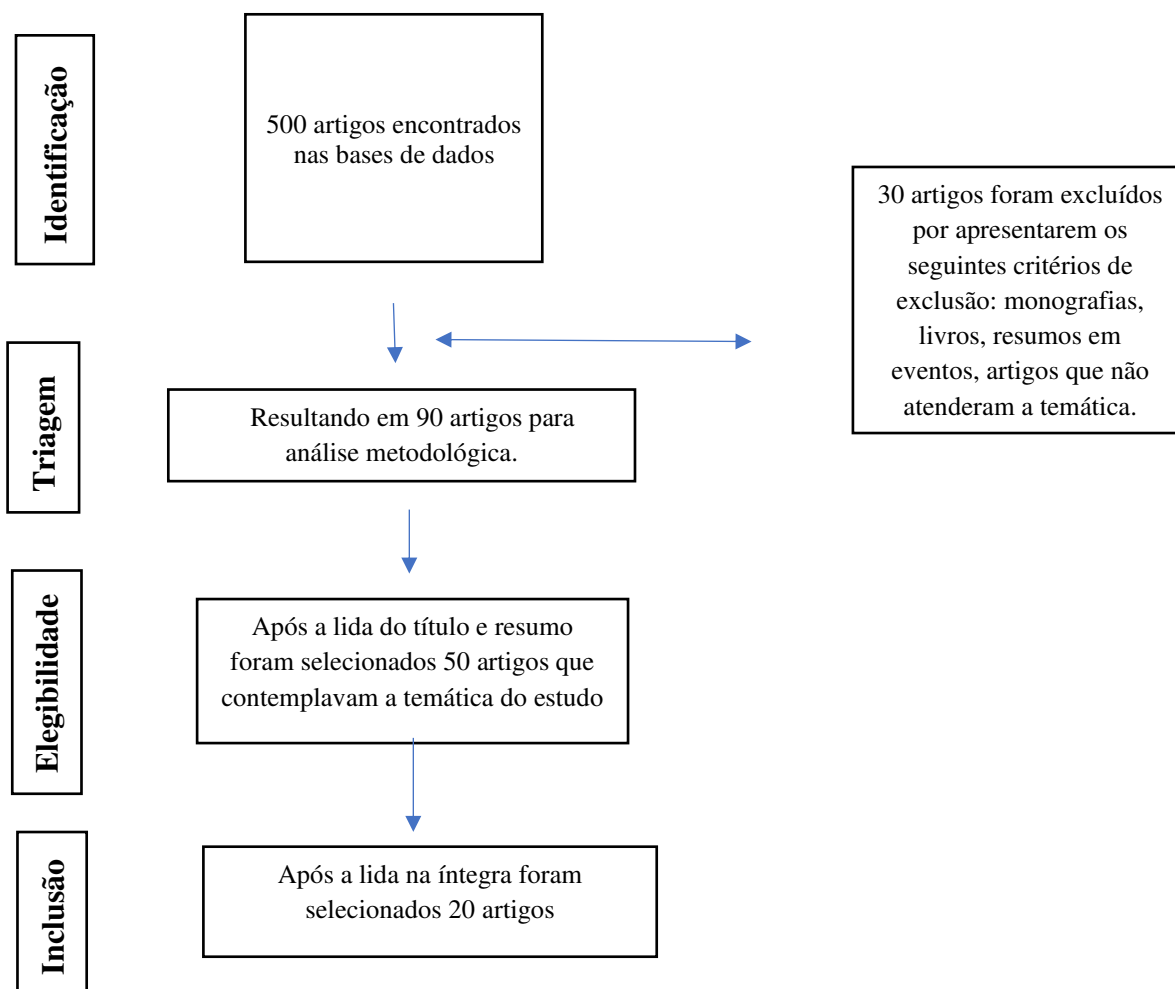 Identificação
500 artigos encontrados
nas bases de dados
30 artigos foram excluídos
por apresentarem os
seguintes critérios de
exclusão: monografias,
livros, resumos em
eventos, artigos que não
atenderam a temática.
Triagem
Resultando em 90 artigos para
análise metodológica.
Elegibilidade
Após a lida do título e resumo
foram selecionados 50 artigos que
contemplavam a temática do estudo
Inclusão
Após a lida na íntegra foram
selecionados 20 artigos